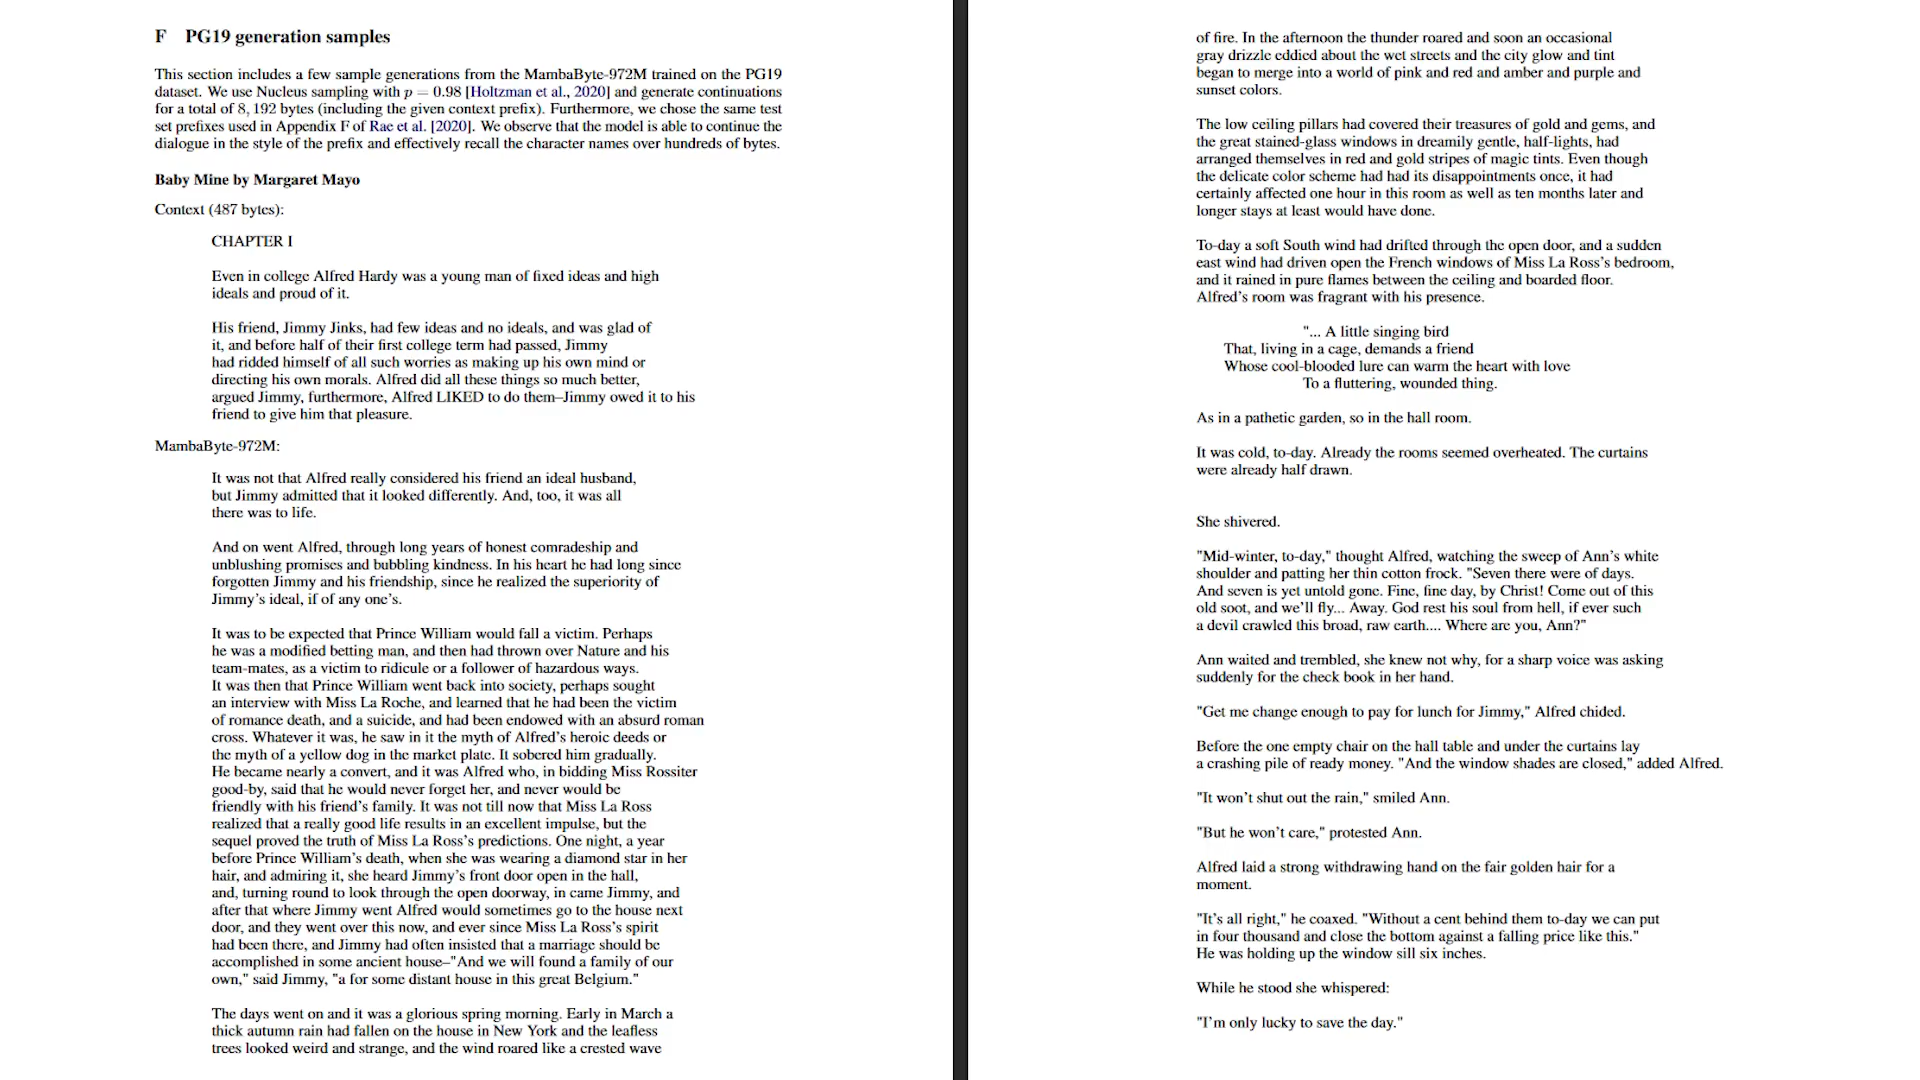 F PG19 generation samples
This section includes a few sample generations from the MambaByte-972M trained on the PG19
dataset. We use Nucleus sampling with p = 0.98 [Holtzman et al., 2020] and generate continuations
for a total of 8, 192 bytes (including the given context prefix). Furthermore, we chose the same test
set prefixes used in Appendix F of Rae et al. [2020]. We observe that the model is able to continue the
dialogue in the style of the prefix and effectively recall the character names over hundreds of bytes.
Baby Mine by Margaret Mayo
Context (487 bytes):
CHAPTER I
Even in college Alfred Hardy was a young man of fixed ideas and high
ideals and proud of it.
His friend, Jimmy Jinks, had few ideas and no ideals, and was glad of
it, and before half of their first college term had passed, Jimmy
had ridded himself of all such worries as making up his own mind or
directing his own morals. Alfred did all these things so much better,
argued Jimmy, furthermore, Alfred LIKED to do them–Jimmy owed it to his
friend to give him that pleasure.
MambaByte-972M:
It was not that Alfred really considered his friend an ideal husband,
but Jimmy admitted that it looked differently. And, too, it was all
there was to life.
And on went Alfred, through long years of honest comradeship and
unblushing promises and bubbling kindness. In his heart he had long since
forgotten Jimmy and his friendship, since he realized the superiority of
Jimmy's ideal, if of any one's.
It was to be expected that Prince William would fall a victim. Perhaps
he was a modified betting man, and then had thrown over Nature and his
team-mates, as a victim to ridicule or a follower of hazardous ways.
It was then that Prince William went back into society, perhaps sought
an interview with Miss La Roche, and learned that he had been the victim
of romance death, and a suicide, and had been endowed with an absurd roman
cross. Whatever it was, he saw in it the myth of Alfred's heroic deeds or
the myth of a yellow dog in the market plate. It sobered him gradually.
He became nearly a convert, and it was Alfred who, in bidding Miss Rossiter
good-by, said that he would never forget her, and never would be
friendly with his friend's family. It was not till now that Miss La Ross
realized that a really good life results in an excellent impulse, but the
sequel proved the truth of Miss La Ross's predictions. One night, a year
before Prince William's death, when she was wearing a diamond star in her
hair, and admiring it, she heard Jimmy's front door open in the hall,
and, turning round to look through the open doorway, in came Jimmy, and
after that where Jimmy went Alfred would sometimes go to the house next
door, and they went over this now, and ever since Miss La Ross's spirit
had been there, and Jimmy had often insisted that a marriage should be
accomplished in some ancient house–"And we will found a family of our
own," said Jimmy, "a for some distant house in this great Belgium."
The days went on and it was a glorious spring morning. Early in March a
thick autumn rain had fallen on the house in New York and the leafless
trees looked weird and strange, and the wind roared like a crested wave
of fire. In the afternoon the thunder roared and soon an occasional
gray drizzle eddied about the wet streets and the city glow and tint
began to merge into a world of pink and red and amber and purple and
sunset colors.
The low ceiling pillars had covered their treasures of gold and gems, and
the great stained-glass windows in dreamily gentle, half-lights, had
arranged themselves in red and gold stripes of magic tints. Even though
the delicate color scheme had had its disappointments once, it had
certainly affected one hour in this room as well as ten months later and
longer stays at least would have done.
To-day a soft South wind had drifted through the open door, and a sudden
east wind had driven open the French windows of Miss La Ross's bedroom,
and it rained in pure flames between the ceiling and boarded floor.
Alfred's room was fragrant with his presence.
"... A little singing bird
That, living in a cage, demands a friend
Whose cool-blooded lure can warm the heart with love
To a fluttering, wounded thing.
As in a pathetic garden, so in the hall room.
It was cold, to-day. Already the rooms seemed overheated. The curtains
were already half drawn.
She shivered.
"Mid-winter, to-day," thought Alfred, watching the sweep of Ann's white
shoulder and patting her thin cotton frock. "Seven there were of days.
And seven is yet untold gone. Fine, fine day, by Christ! Come out of this
old soot, and we'll fly... Away. God rest his soul from hell, if ever such
a devil crawled this broad, raw earth.... Where are you, Ann?"
Ann waited and trembled, she knew not why, for a sharp voice was asking
suddenly for the check book in her hand.
"Get me change enough to pay for lunch for Jimmy," Alfred chided.
Before the one empty chair on the hall table and under the curtains lay
a crashing pile of ready money. "And the window shades are closed," added Alfred.
"It won't shut out the rain," smiled Ann.
"But he won't care," protested Ann.
Alfred laid a strong withdrawing hand on the fair golden hair for a
moment.
"It's all right," he coaxed. "Without a cent behind them to-day we can put
in four thousand and close the bottom against a falling price like this."
He was holding up the window sill six inches.
While he stood she whispered:
"I'm only lucky to save the day."